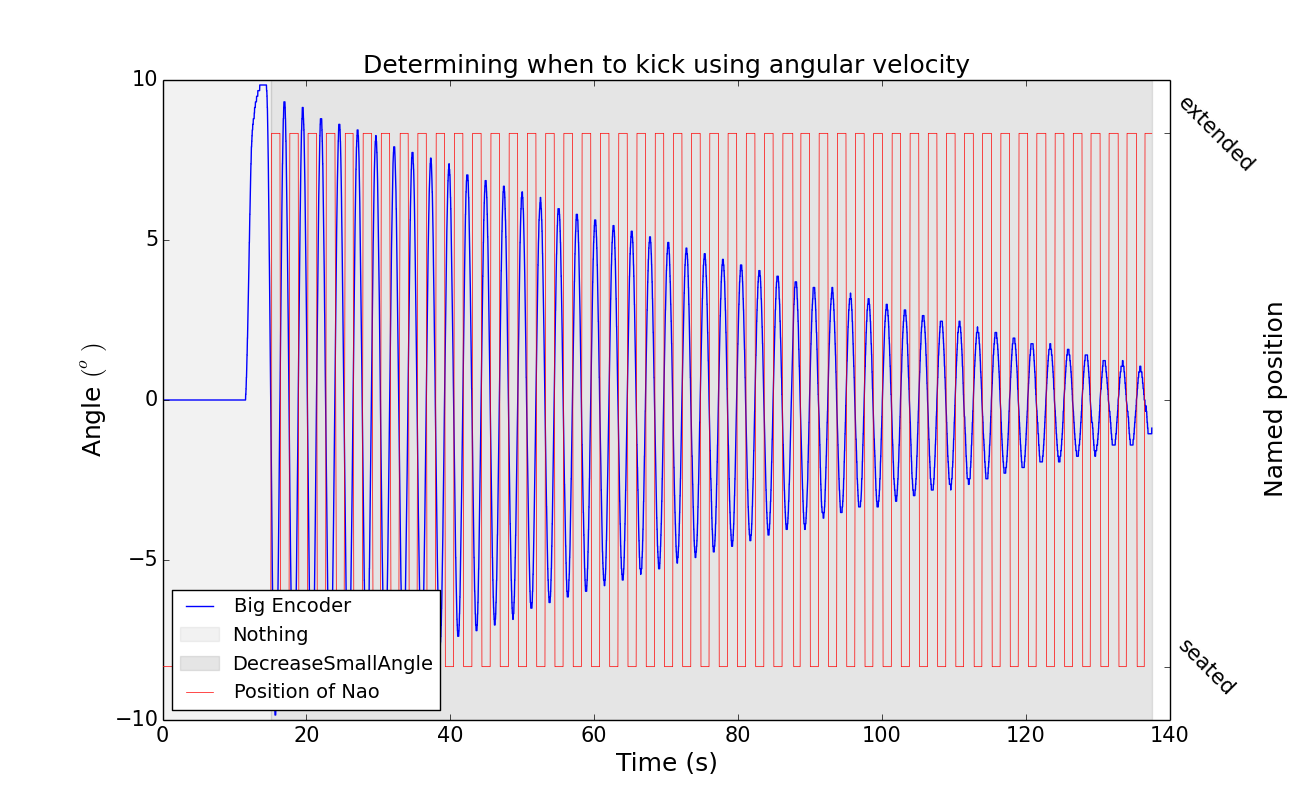 Determining when to kick using angular velocity
10
5
0
−5
−10
Angle (°)
0
20
40
60
80
100
120
140
Time (s)
extended
seated
Named position
Big Encoder
Nothing
DecreaseSmallAngle
Position of Nao